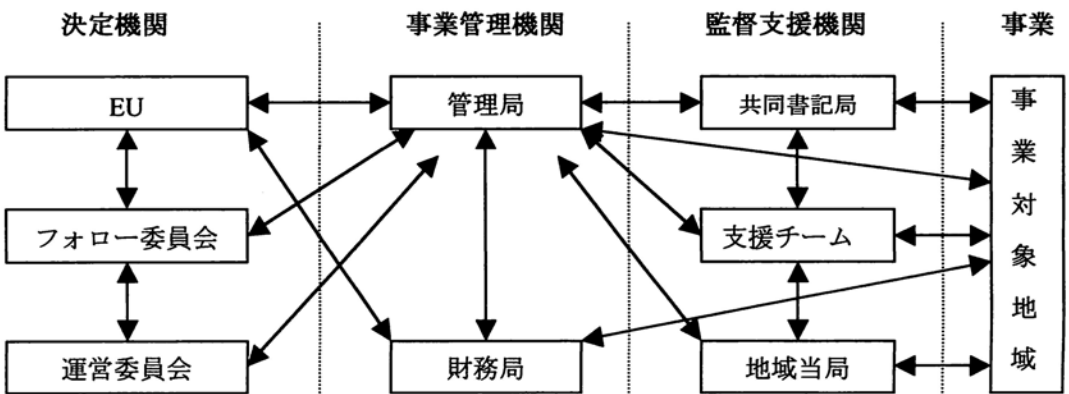 決定機関
事業管理機関
監督支援機関
事業
EU
管理局
共同書記局
フォロー委員会
支援チーム
運営委員会
財務局
地域当局
事業対象地域